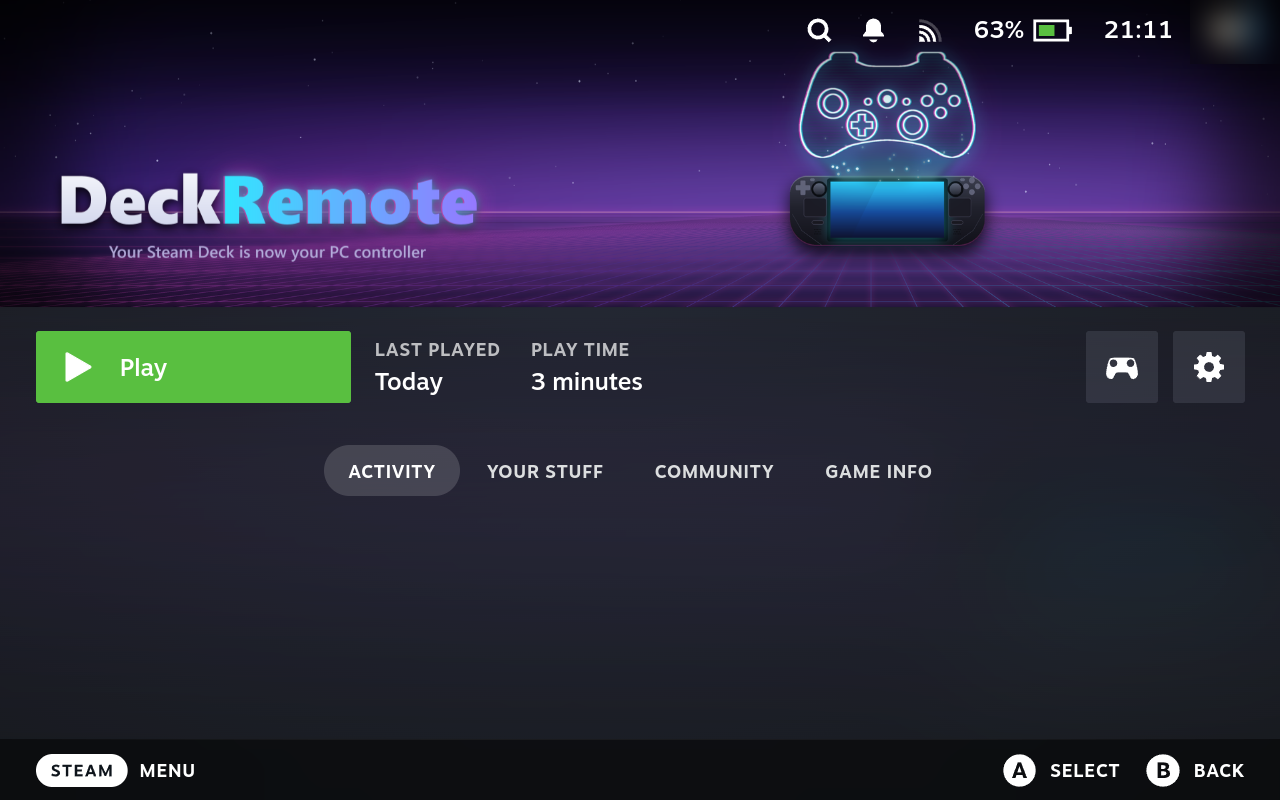 63% 21:11
DeckRemote
Your Steam Deck is now your PC controller
Play
LAST PLAYED
Today
PLAY TIME
3 minutes
ACTIVITY YOUR STUFF COMMUNITY GAME INFO
STEAM MENU A SELECT B BACK